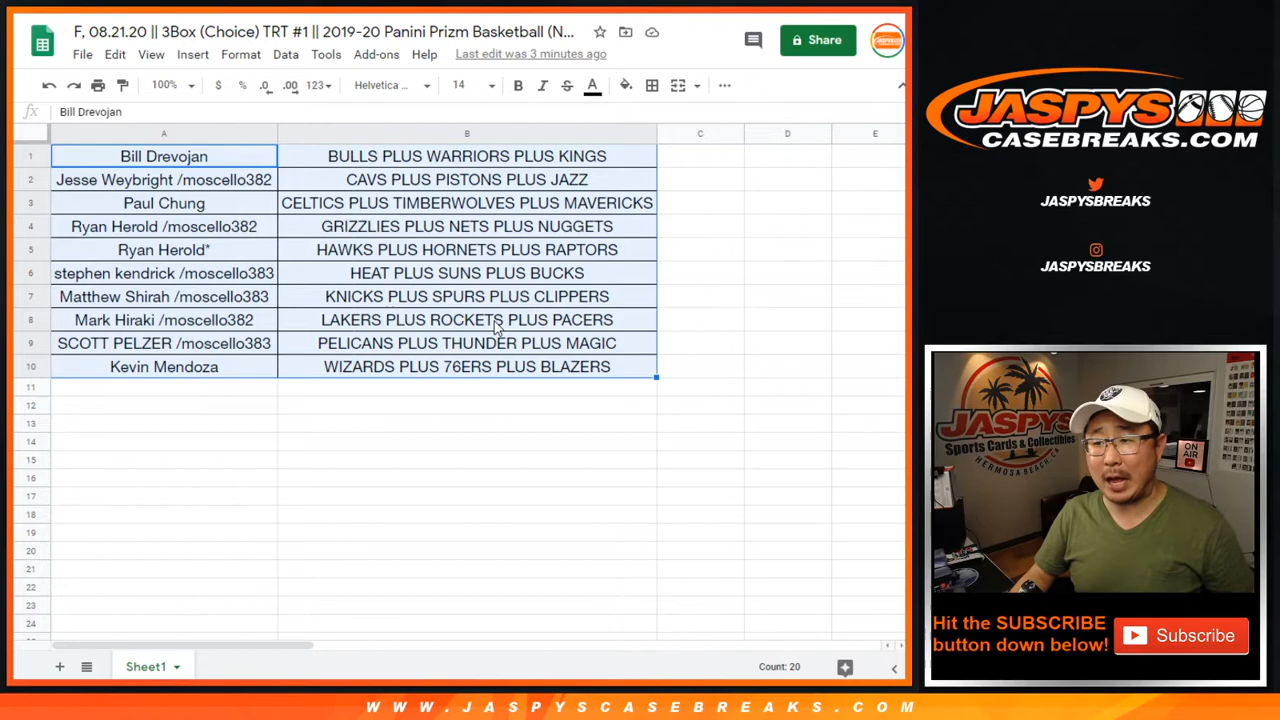 F, 08.21.20 || 3Box (Choice) TRT #1 || 2019-20 Panini Prizm Basketball (N...
File Edit View Insert Format Data Tools Add-ons Help Last edit was 3 minutes ago
Share
100% $ % .0 .00 123 Helvetica ... 14 B I S A ...
fx Bill Drevojan
A B C D E
1 Bill Drevojan BULLS PLUS WARRIORS PLUS KINGS
2 Jesse Weybright /moscello382 CAVS PLUS PISTONS PLUS JAZZ
3 Paul Chung CELTICS PLUS TIMBERWOLVES PLUS MAVERICKS
4 Ryan Herold /moscello382 GRIZZLIES PLUS NETS PLUS NUGGETS
5 Ryan Herold* HAWKS PLUS HORNETS PLUS RAPTORS
6 stephen kendrick /moscello383 HEAT PLUS SUNS PLUS BUCKS
7 Matthew Shirah /moscello383 KNICKS PLUS SPURS PLUS CLIPPERS
8 Mark Hiraki /moscello382 LAKERS PLUS ROCKETS PLUS PACERS
9 SCOTT PELZER /moscello383 PELICANS PLUS THUNDER PLUS MAGIC
10 Kevin Mendoza WIZARDS PLUS 76ERS PLUS BLAZERS
11
12
13
14
15
16
17
18
19
20
21
22
23
Sheet1
Count: 20
JASPYS
CASEBREAKS.COM
JASPYSBREAKS
JASPYSBREAKS
JASPYS
Sports Cards & Collectibles
HERMOSA BEACH, CA
ON
AIR
Hit the SUBSCRIBE
button down below!
Subscribe
WWW.JASPYSCASEBREAKS.COM